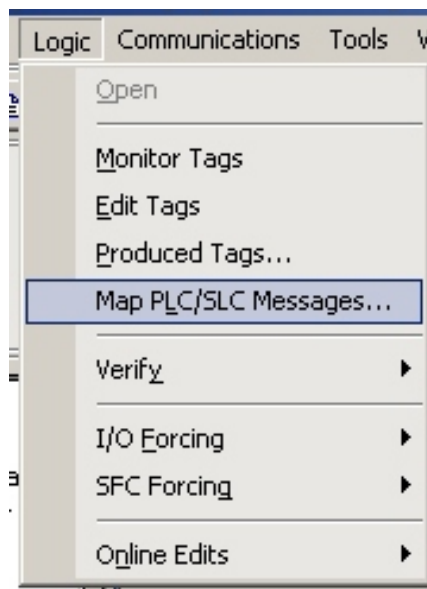 Logic Communications Tools
Open
Monitor Tags
Edit Tags
Produced Tags...
Map PLC/SLC Messages...
Verify
I/O Forcing
SFC Forcing
Online Edits